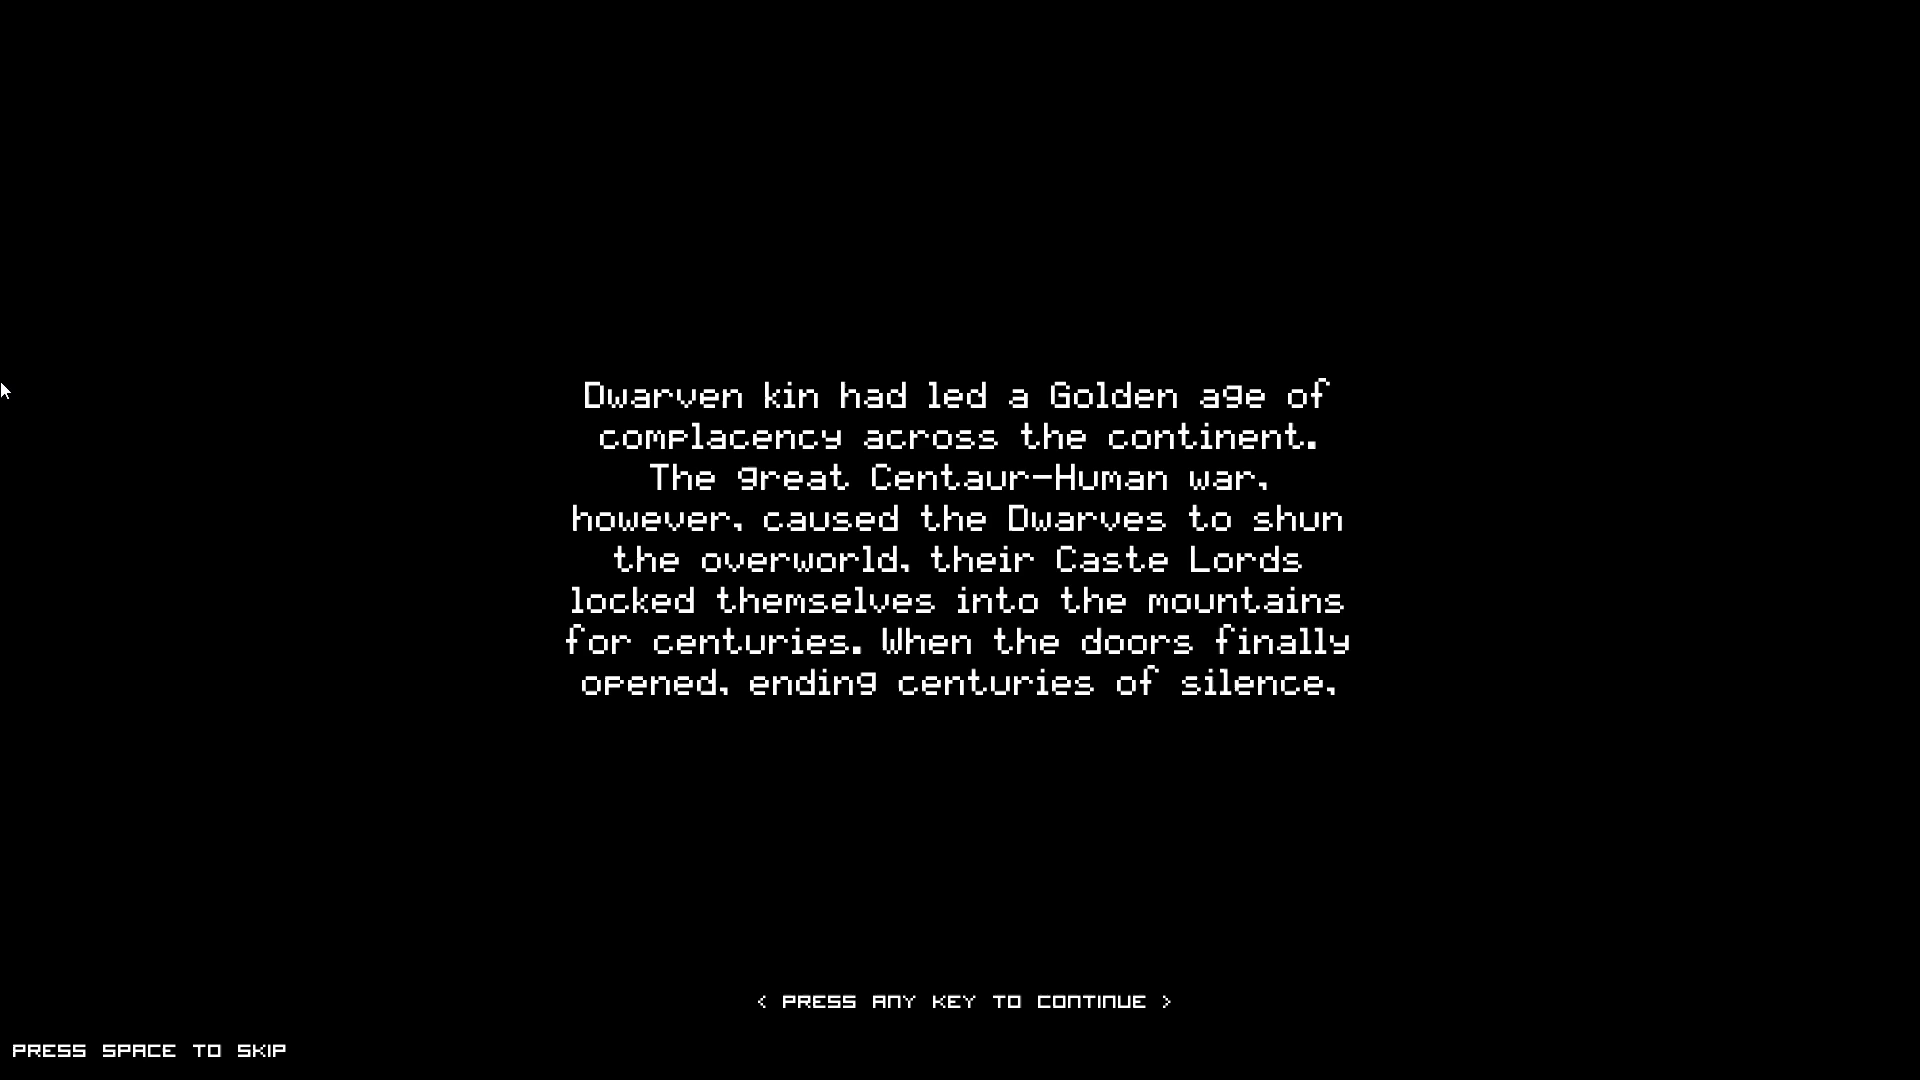 Dwarven kin had led a Golden age of
complacency across the continent.
The great Centaur-Human war,
however, caused the Dwarves to shun
the overworld, their Caste Lords
locked themselves into the mountains
for centuries. When the doors finally
opened, ending centuries of silence,
< PRESS ANY KEY TO CONTINUE >
PRESS SPACE TO SKIP